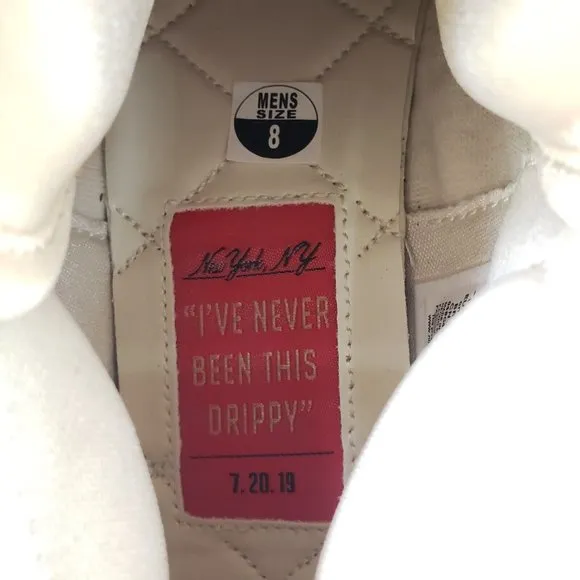 MENS
SIZE
8
New York, NY
"I'VE NEVER
BEEN THIS
DRIPPY"
7.20.19